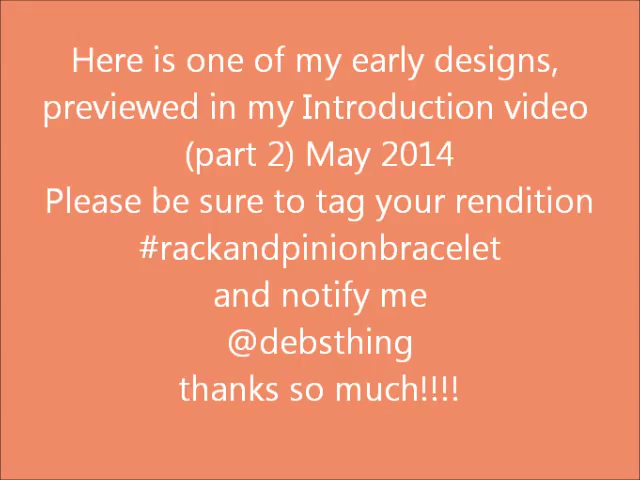 Here is one of my early designs,
previewed in my Introduction video
(part 2) May 2014
Please be sure to tag your rendition
#rackandpinionbracelet
and notify me
@debsthing
thanks so much!!!!